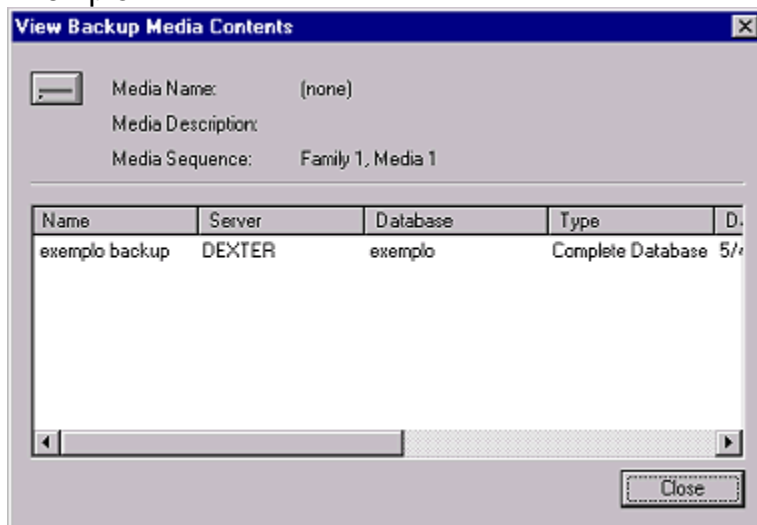 View Backup Media Contents
Media Name: (none)
Media Description:
Media Sequence: Family 1, Media 1
Name Server Database Type D
exemplo backup DEXTER exemplo Complete Database 5/
Close